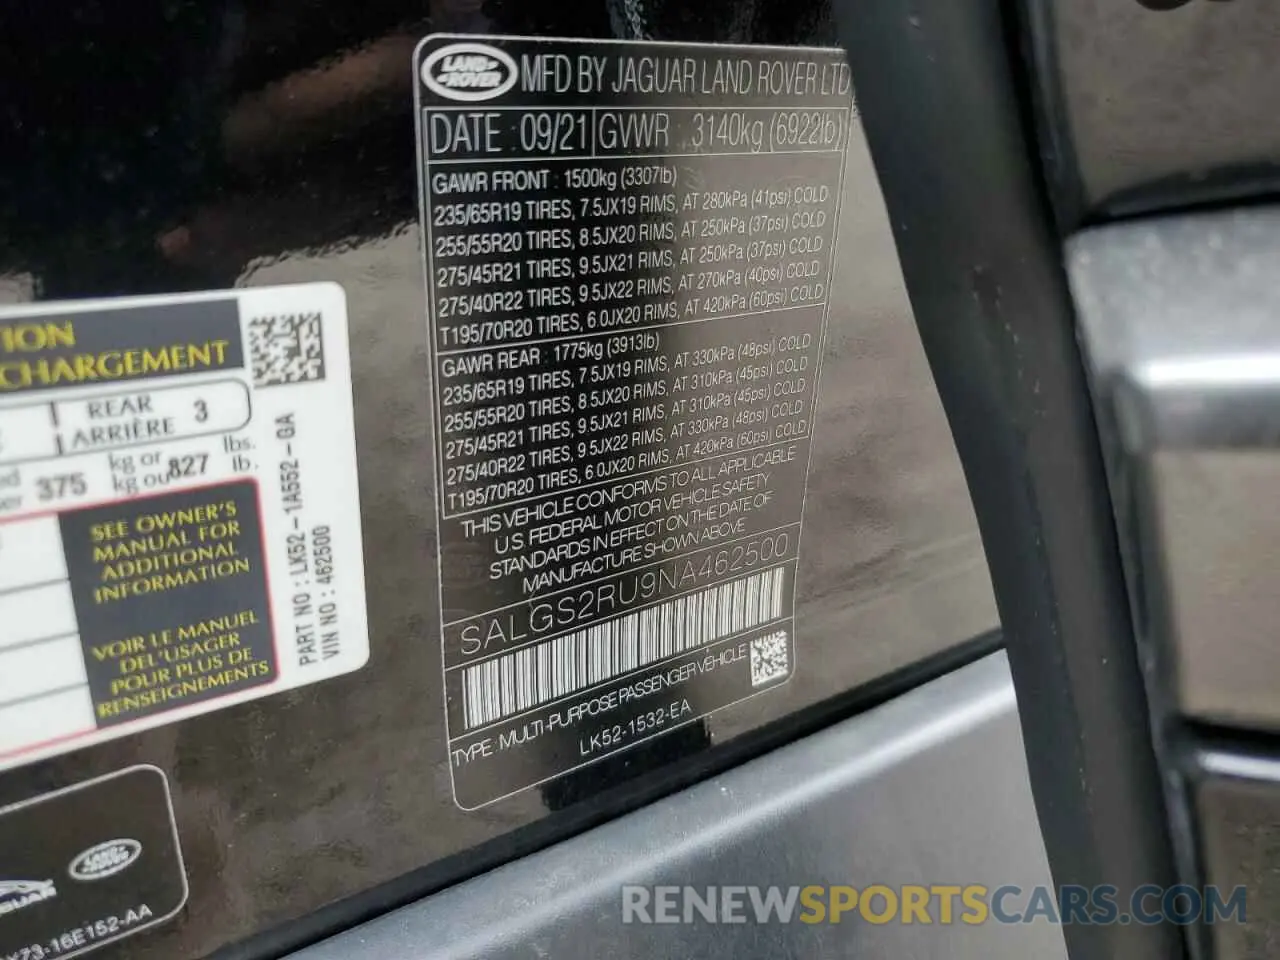 LAND ROVER
MFD BY JAGUAR LAND ROVER LTD
DATE : 09/21 GVWR : 3140kg (6922lb)
GAWR FRONT : 1500kg (3307lb)
235/65R19 TIRES, 7.5JX19 RIMS, AT 280kPa (41psi) COLD
255/55R20 TIRES, 8.5JX20 RIMS, AT 250kPa (37psi) COLD
275/45R21 TIRES, 9.5JX21 RIMS, AT 250kPa (37psi) COLD
275/40R22 TIRES, 9.5JX22 RIMS, AT 270kPa (40psi) COLD
T195/70R20 TIRES, 6.0JX20 RIMS, AT 420kPa (60psi) COLD
GAWR REAR : 1775kg (3913lb)
235/65R19 TIRES, 7.5JX19 RIMS, AT 330kPa (48psi) COLD
255/55R20 TIRES, 8.5JX20 RIMS, AT 310kPa (45psi) COLD
275/45R21 TIRES, 9.5JX21 RIMS, AT 310kPa (45psi) COLD
275/40R22 TIRES, 9.5JX22 RIMS, AT 330kPa (48psi) COLD
T195/70R20 TIRES, 6.0JX20 RIMS, AT 420kPa (60psi) COLD
THIS VEHICLE CONFORMS TO ALL APPLICABLE
U.S. FEDERAL MOTOR VEHICLE SAFETY
STANDARDS IN EFFECT ON THE DATE OF
MANUFACTURE SHOWN ABOVE
SALGS2RU9NA462500
TYPE : MULTI-PURPOSE PASSENGER VEHICLE
LK52-1532-EA
CHARGEMENT
REAR
ARRIÈRE 3
375 kg or kg ou 827 lbs. lb.
SEE OWNER'S
MANUAL FOR
ADDITIONAL
INFORMATION
VOIR LE MANUEL
DEL'USAGER
POUR PLUS DE
RENSEIGNEMENTS
PART NO : LK52-1A552-GA
VIN NO : 462500
LAND ROVER
73-16E152-AA
RENEWSPORTSCARS.COM